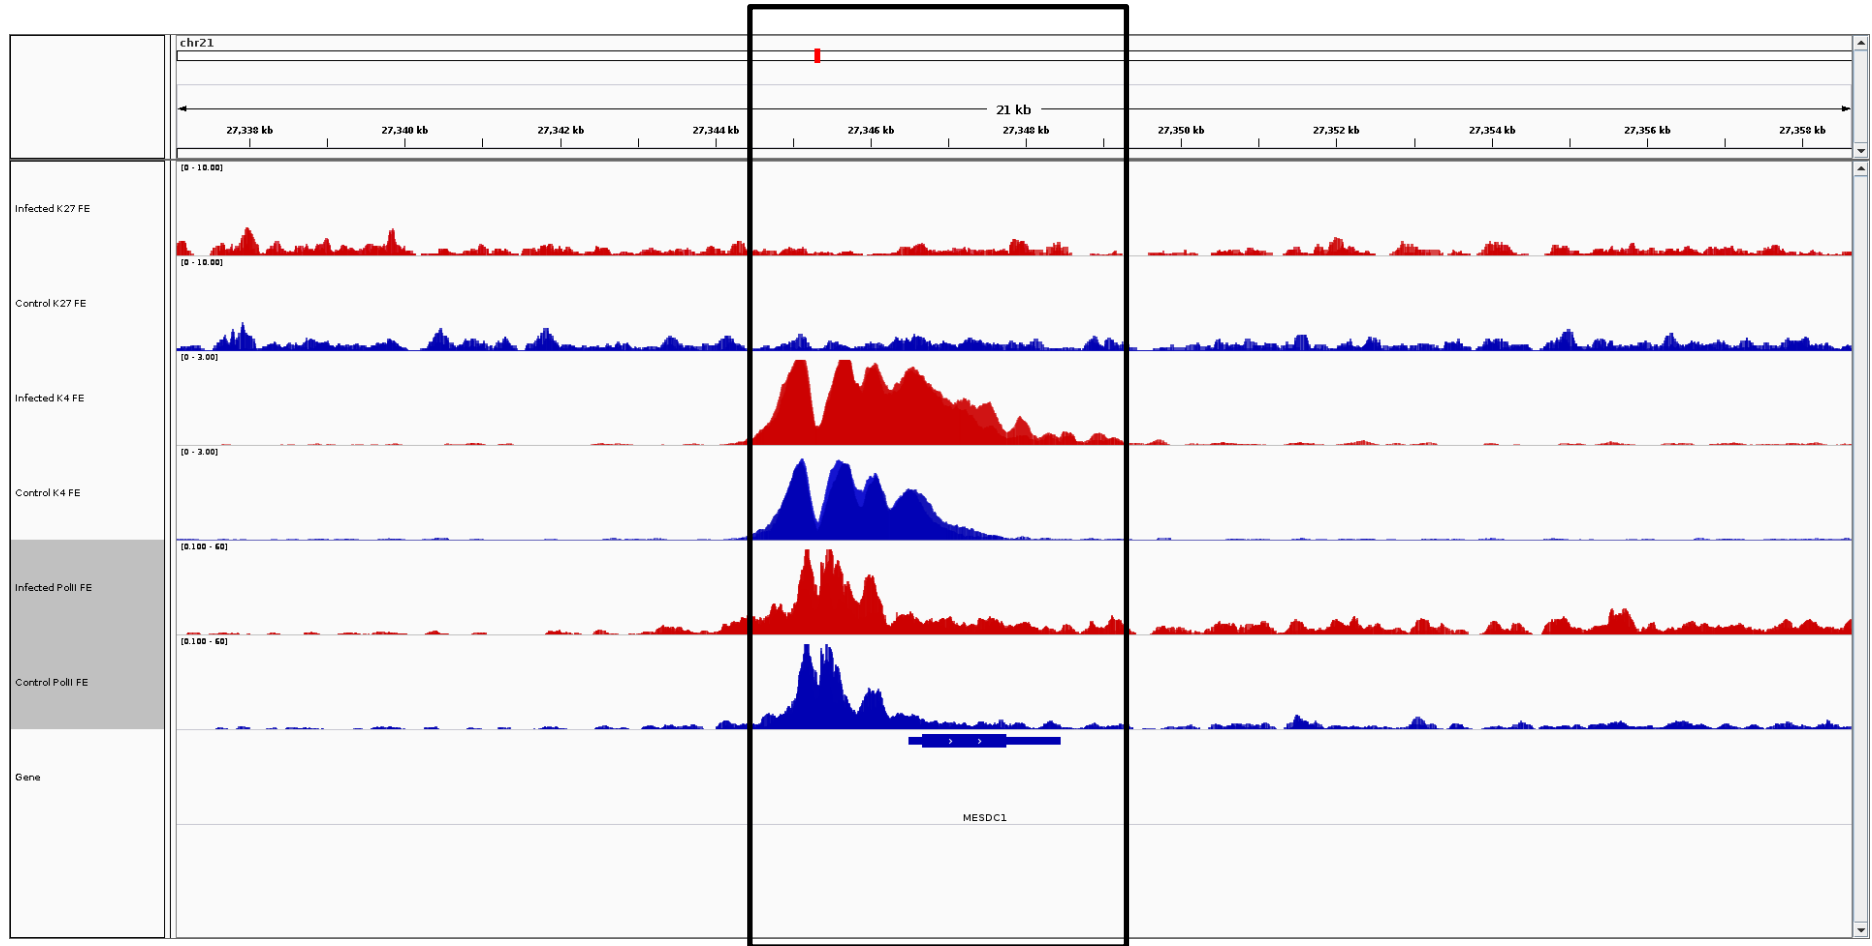 chr21
21 kb
27,338 kb 27,340 kb 27,342 kb 27,344 kb 27,346 kb 27,348 kb 27,350 kb 27,352 kb 27,354 kb 27,356 kb 27,358 kb
[0 - 10.00]
Infected K27 FE
[0 - 10.00]
Control K27 FE
[0 - 3.00]
Infected K4 FE
[0 - 3.00]
Control K4 FE
[0.100 - 60]
Infected PolII FE
[0.100 - 60]
Control PolII FE
Gene
MESDC1